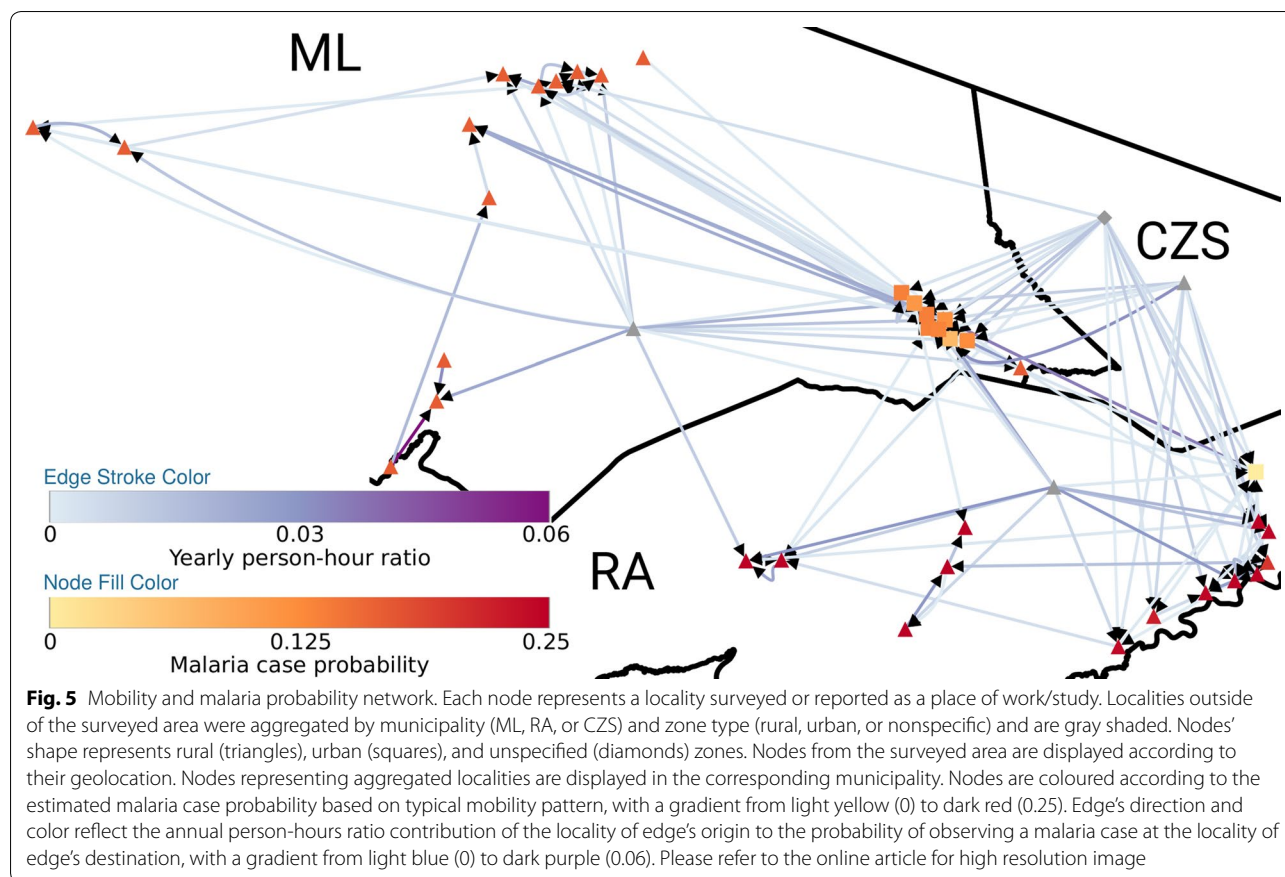 ML
CZS
Edge Stroke Color
0 0.03 0.06
Yearly person-hour ratio
RA
Node Fill Color
0 0.125 0.25
Malaria case probability
Fig. 5 Mobility and malaria probability network. Each node represents a locality surveyed or reported as a place of work/study. Localities outside
of the surveyed area were aggregated by municipality (ML, RA, or CZS) and zone type (rural, urban, or nonspecific) and are gray shaded. Nodes'
shape represents rural (triangles), urban (squares), and unspecified (diamonds) zones. Nodes from the surveyed area are displayed according to
their geolocation. Nodes representing aggregated localities are displayed in the corresponding municipality. Nodes are coloured according to the
estimated malaria case probability based on typical mobility pattern, with a gradient from light yellow (0) to dark red (0.25). Edge's direction and
color reflect the annual person-hours ratio contribution of the locality of edge's origin to the probability of observing a malaria case at the locality of
edge's destination, with a gradient from light blue (0) to dark purple (0.06). Please refer to the online article for high resolution image